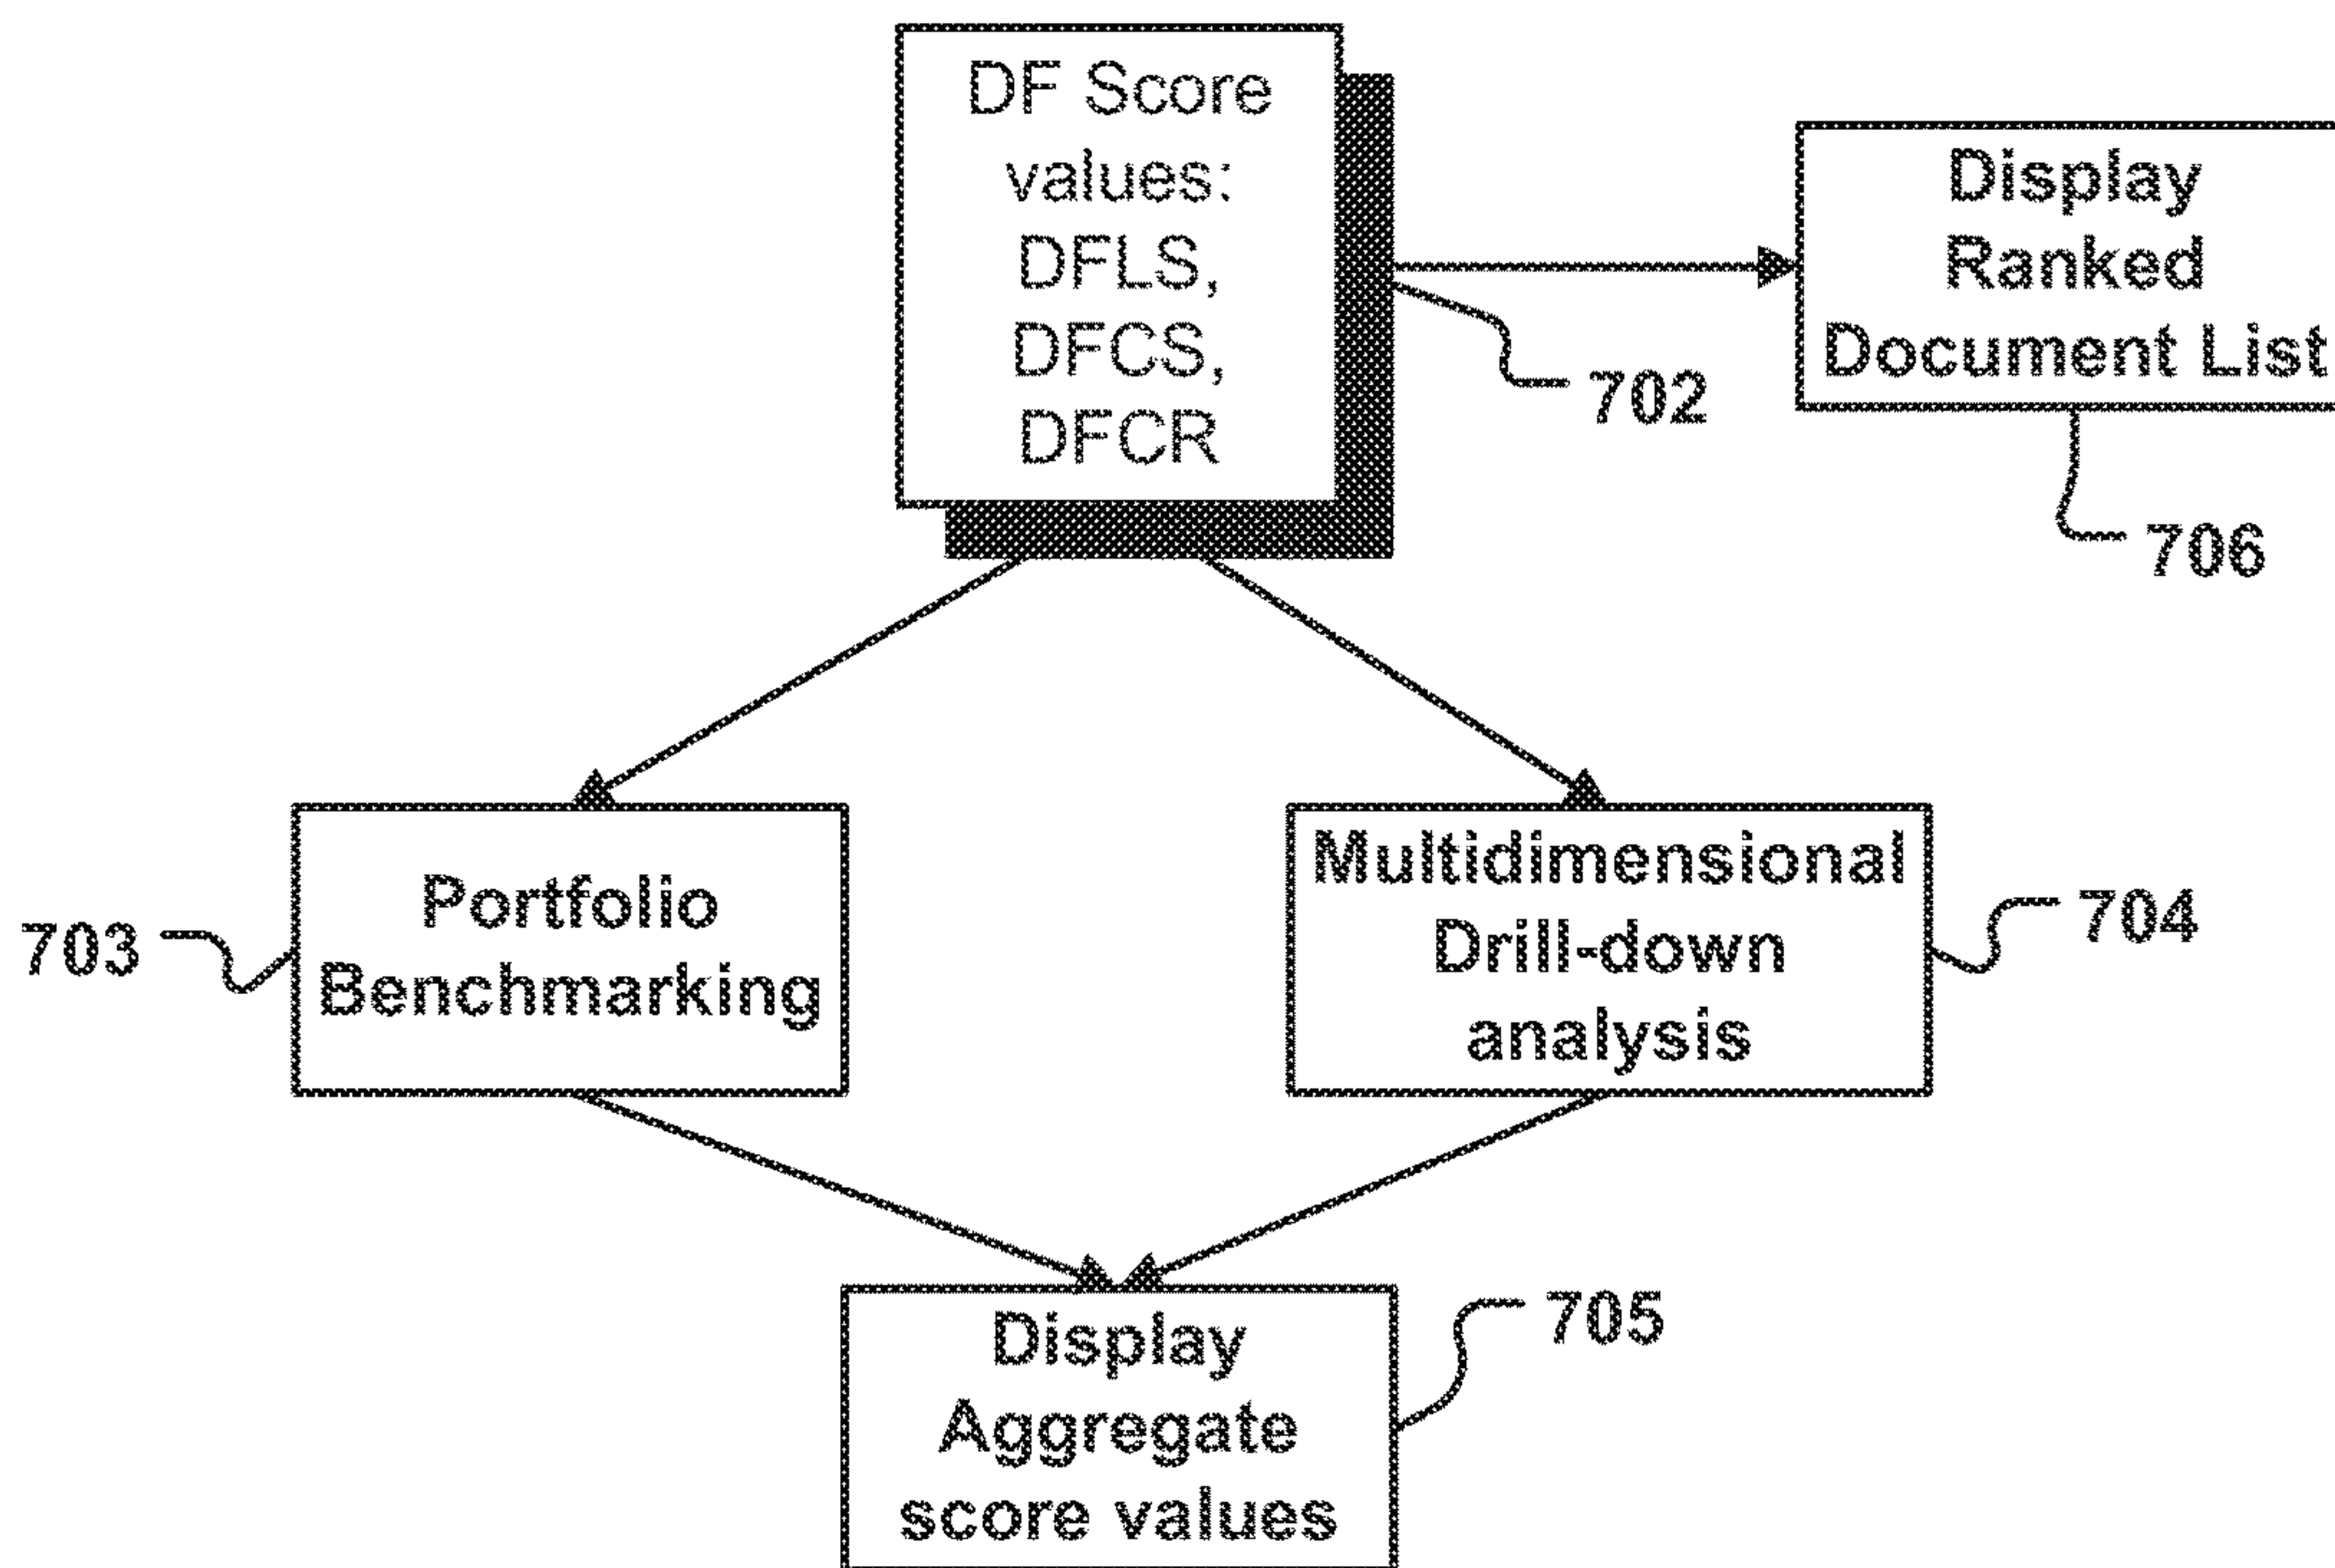 DF Score
values:
DFLS,
DFCS,
DFCR
702
Display
Ranked
Document List
706
703
Portfolio
Benchmarking
Multidimensional
Drill-down
analysis
704
Display
Aggregate
score values
705